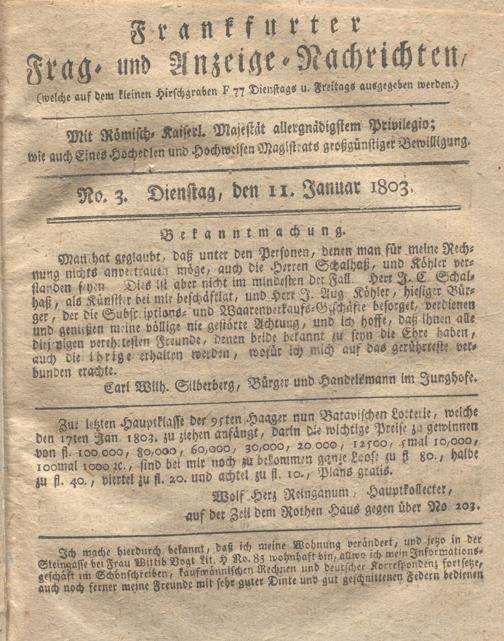 Frankfurter
Frag- und Anzeige-Nachrichten,
(welche auf dem kleinen Hirschgraben F 77 Dienstags u. Freitags ausgegeben werden.)
Mit Römisch-Kaiserl. Majestät allergnädigstem Privilegio;
wie auch Eines Hochedlen und Hochweisen Magistrats großgünstiger Bewilligung.
No. 3. Dienstag, den 11. Januar 1803.
Bekanntmachung.
Man hat geglaubt, daß unter den Personen, denen man für meine Rech-
nung nichts anvertrauen möge, auch die Herren Schalhaß, und Köhler ver-
standen seyen. Dies ist aber nicht im mindesten der Fall. Herr J. C. Schal-
haß, als Künstler bei mir beschäftigt, und Herr J. Aug Köhler, hiesiger Bür-
ger, der die Subscriptions- und Waarenverkaufs-Gschäfte besorget, verdienen
und genießen meine völlige nie gestörte Achtung, und ich hoffe, daß ihnen alle
diejenigen verehrtesten Freunde, denen beide bekannt zu seyn die Ehre haben,
auch die ihrige erhalten werden, wofür ich mich auf das gerührteste ver-
bunden erachte.
Carl Wilh. Silberberg, Bürger und Handelsmann im Junghofe.
Zur letzten Hauptklasse der 95ten Haager nun Batavischen Lotterie, welche
den 17ten Jan. 1803. zu ziehen anfängt, darin die wichtige Preise zu gewinnen
von fl. 100,000, 80,000, 60,000, 30,000, 20,000, 12500, 5mal 10,000,
100mal 1000 ꝛc., sind bei mir noch zu bekommen ganze Loose zu fl. 80., halbe
zu fl. 40., viertel zu fl. 20. und achtel zu fl. 10., Plans gratis.
Wolf Herz Reinganum, Hauptkollecter,
auf der Zeil dem Rothen Haus gegen über No 203.
Ich mache hierdurch bekannt, daß ich meine Wohnung verändert, und jetzo in der
Steingasse bei Frau Wittib Vogt Lit. H No. 85 wohnhaft bin, allwo ich mein Informations-
geschäft im Schönschreiben, kaufmännischen Rechnen und deutscher Korrespondenz fortsetze,
auch noch ferner meine Freunde mit sehr guter Dinte und gut geschnittenen Federn bedienen